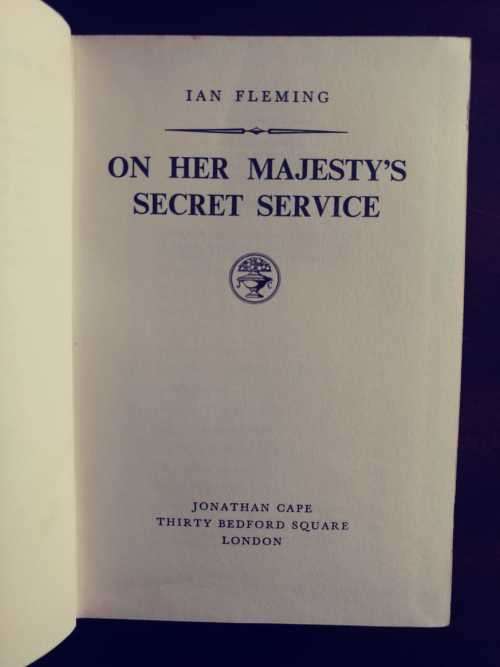 IAN FLEMING
ON HER MAJESTY'S
SECRET SERVICE
JONATHAN CAPE
THIRTY BEDFORD SQUARE
LONDON